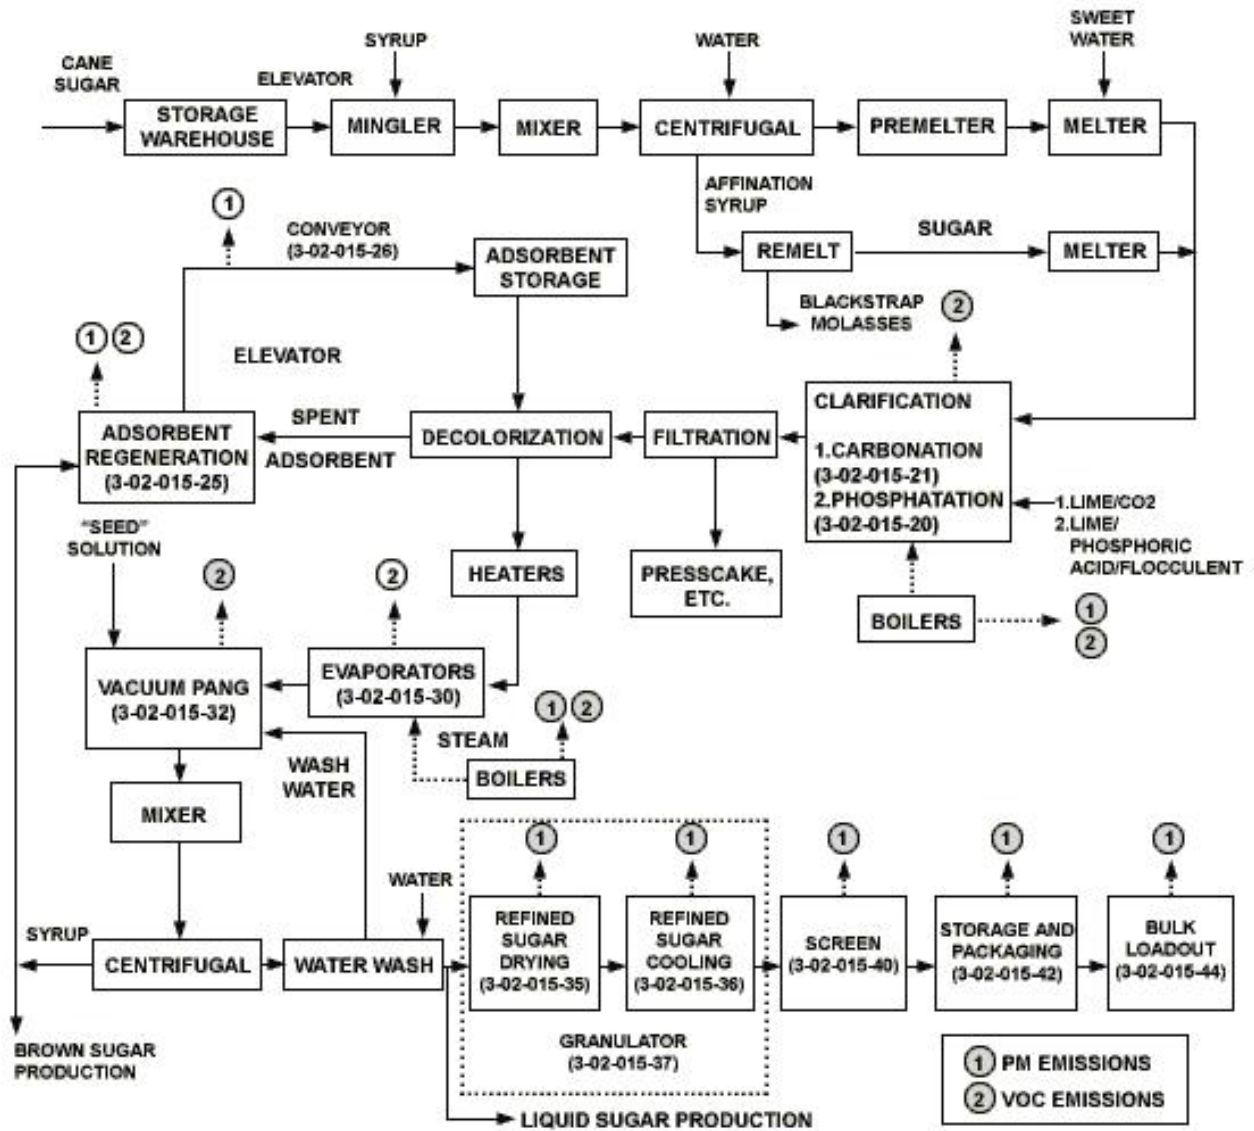 SWEET
WATER
SYRUP
WATER
CANE
SUGAR
ELEVATOR
STORAGE
WAREHOUSE
MINGLER
MIXER
CENTRIFUGAL
PREMELTER
MELTER
AFFINATION
SYRUP
1
CONVEYOR
(3-02-015-26)
ADSORBENT
STORAGE
REMELT
SUGAR
MELTER
BLACKSTRAP
MOLASSES
2
1 2
ELEVATOR
ADSORBENT
REGENERATION
(3-02-015-25)
SPENT
ADSORBENT
DECOLORIZATION
FILTRATION
CLARIFICATION
1.CARBONATION
(3-02-015-21)
2.PHOSPHATATION
(3-02-015-20)
1.LIME/CO2
2.LIME/
PHOSPHORIC
ACID/FLOCCULENT
"SEED"
SOLUTION
2
2
HEATERS
PRESSCAKE,
ETC.
BOILERS
1
2
VACUUM PANG
(3-02-015-32)
EVAPORATORS
(3-02-015-30)
1 2
STEAM
BOILERS
WASH
WATER
MIXER
1
1
1
1
1
WATER
SYRUP
CENTRIFUGAL
WATER WASH
REFINED
SUGAR
DRYING
(3-02-015-35)
REFINED
SUGAR
COOLING
(3-02-015-36)
SCREEN
(3-02-015-40)
STORAGE AND
PACKAGING
(3-02-015-42)
BULK
LOADOUT
(3-02-015-44)
GRANULATOR
(3-02-015-37)
BROWN SUGAR
PRODUCTION
LIQUID SUGAR PRODUCTION
1 PM EMISSIONS
2 VOC EMISSIONS